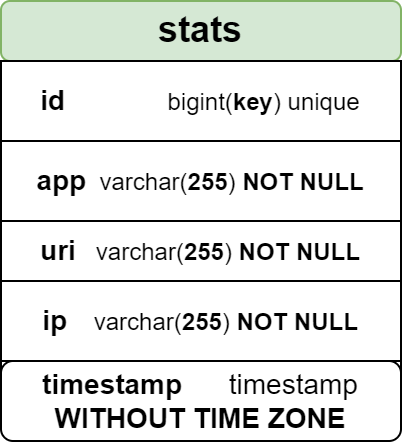 stats
id bigint(key) unique
app varchar(255) NOT NULL
uri varchar(255) NOT NULL
ip varchar(255) NOT NULL
timestamp timestamp
WITHOUT TIME ZONE